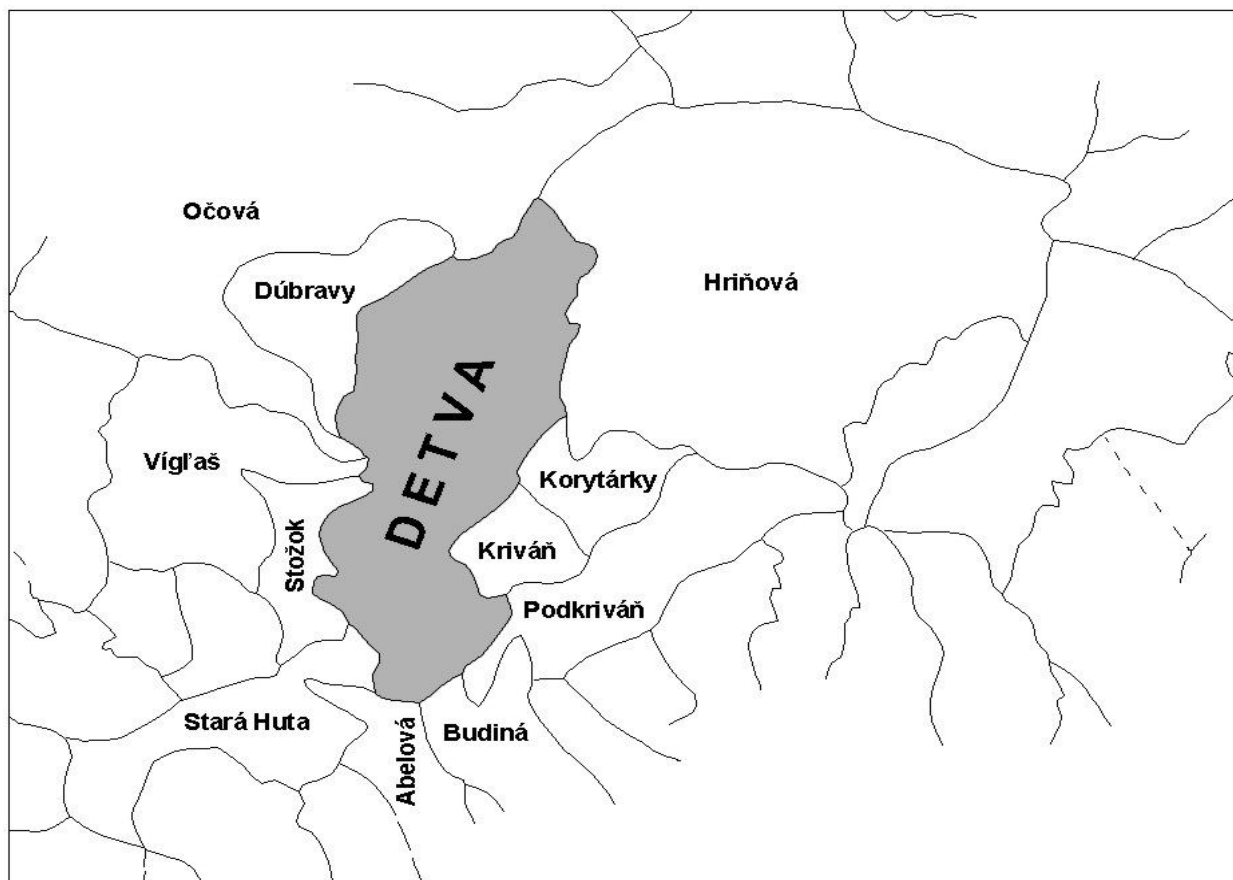 Očová
Dúbravy
Hriňová
DETVA
Vígľaš
Korytárky
Stožok
Kriváň
Podkriváň
Stará Huta
Abelová
Budiná